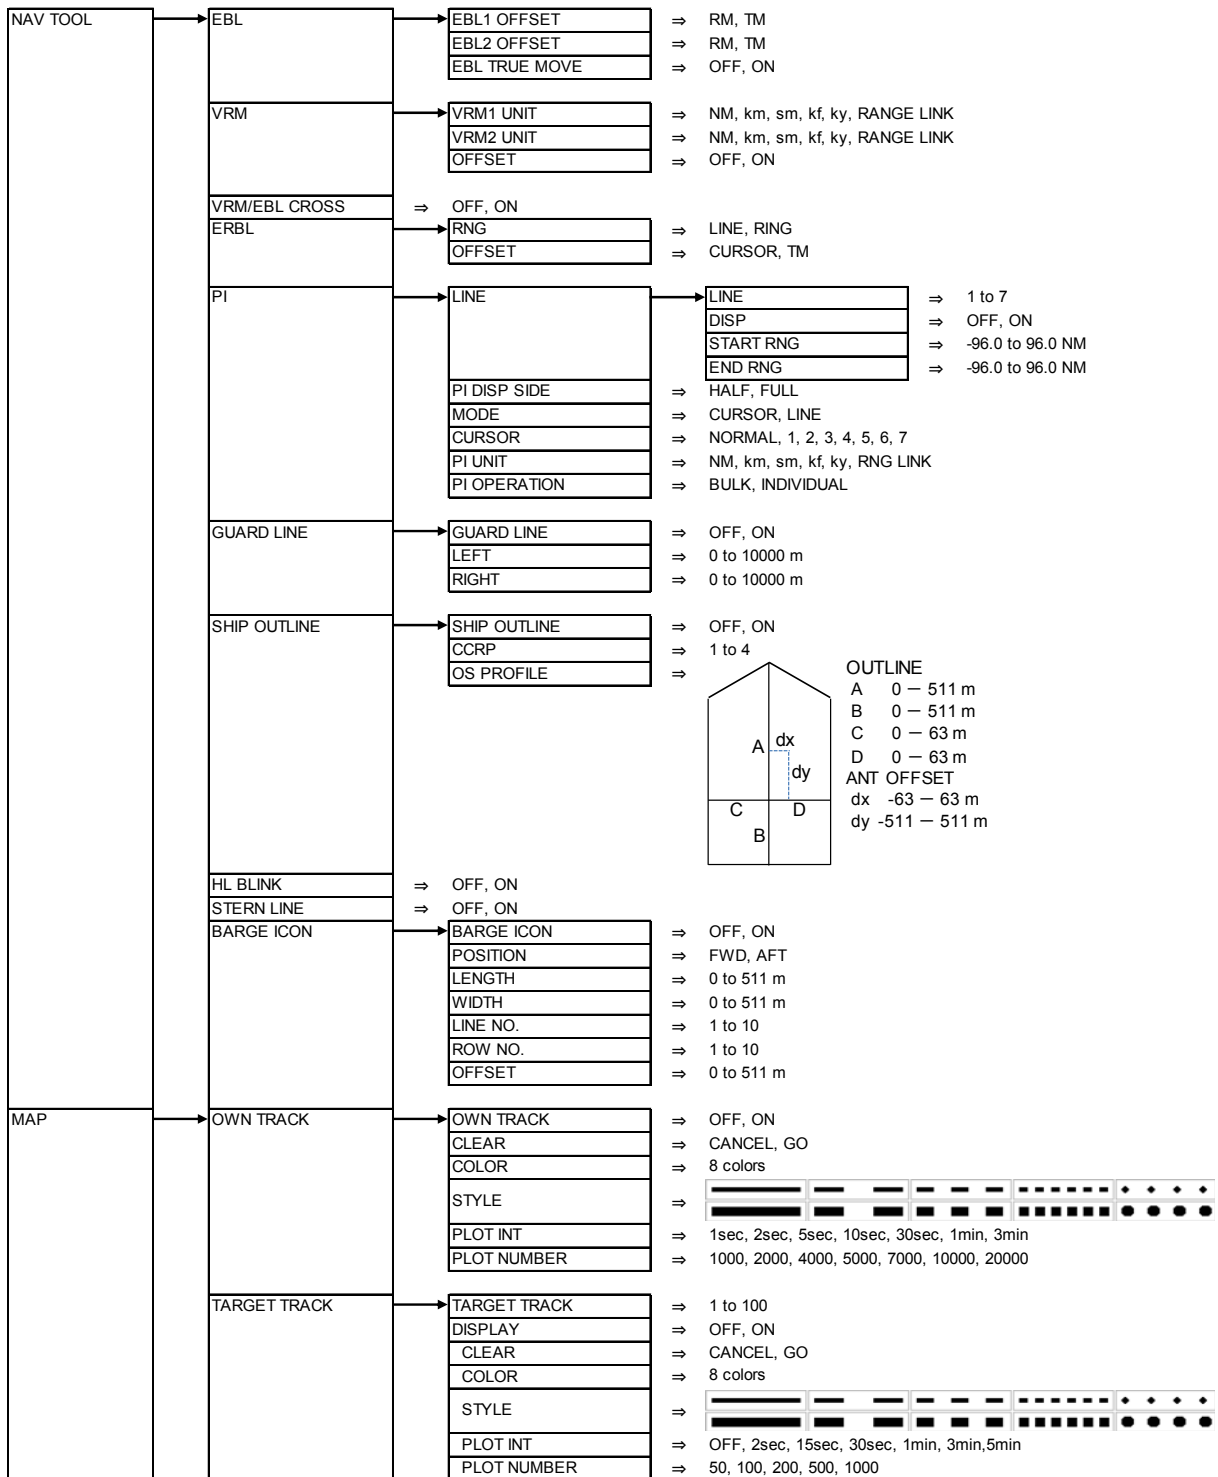 NAV TOOL EBL EBL1 OFFSET ⇒ RM, TM
EBL2 OFFSET ⇒ RM, TM
EBL TRUE MOVE ⇒ OFF, ON
VRM VRM1 UNIT ⇒ NM, km, sm, kf, ky, RANGE LINK
VRM2 UNIT ⇒ NM, km, sm, kf, ky, RANGE LINK
OFFSET ⇒ OFF, ON
VRM/EBL CROSS ⇒ OFF, ON
ERBL RNG ⇒ LINE, RING
OFFSET ⇒ CURSOR, TM
PI LINE LINE ⇒ 1 to 7
DISP ⇒ OFF, ON
START RNG ⇒ -96.0 to 96.0 NM
END RNG ⇒ -96.0 to 96.0 NM
PI DISP SIDE ⇒ HALF, FULL
MODE ⇒ CURSOR, LINE
CURSOR ⇒ NORMAL, 1, 2, 3, 4, 5, 6, 7
PI UNIT ⇒ NM, km, sm, kf, ky, RNG LINK
PI OPERATION ⇒ BULK, INDIVIDUAL
GUARD LINE GUARD LINE ⇒ OFF, ON
LEFT ⇒ 0 to 10000 m
RIGHT ⇒ 0 to 10000 m
SHIP OUTLINE SHIP OUTLINE ⇒ OFF, ON
CCRP ⇒ 1 to 4
OS PROFILE ⇒
OUTLINE
A 0 － 511 m
B 0 － 511 m
C 0 － 63 m
D 0 － 63 m
ANT OFFSET
dx -63 － 63 m
dy -511 － 511 m
A dx
dy
C D
B
HL BLINK ⇒ OFF, ON
STERN LINE ⇒ OFF, ON
BARGE ICON BARGE ICON ⇒ OFF, ON
POSITION ⇒ FWD, AFT
LENGTH ⇒ 0 to 511 m
WIDTH ⇒ 0 to 511 m
LINE NO. ⇒ 1 to 10
ROW NO. ⇒ 1 to 10
OFFSET ⇒ 0 to 511 m
MAP OWN TRACK OWN TRACK ⇒ OFF, ON
CLEAR ⇒ CANCEL, GO
COLOR ⇒ 8 colors
STYLE ⇒
PLOT INT ⇒ 1sec, 2sec, 5sec, 10sec, 30sec, 1min, 3min
PLOT NUMBER ⇒ 1000, 2000, 4000, 5000, 7000, 10000, 20000
TARGET TRACK TARGET TRACK ⇒ 1 to 100
DISPLAY ⇒ OFF, ON
CLEAR ⇒ CANCEL, GO
COLOR ⇒ 8 colors
STYLE ⇒
PLOT INT ⇒ OFF, 2sec, 15sec, 30sec, 1min, 3min,5min
PLOT NUMBER ⇒ 50, 100, 200, 500, 1000